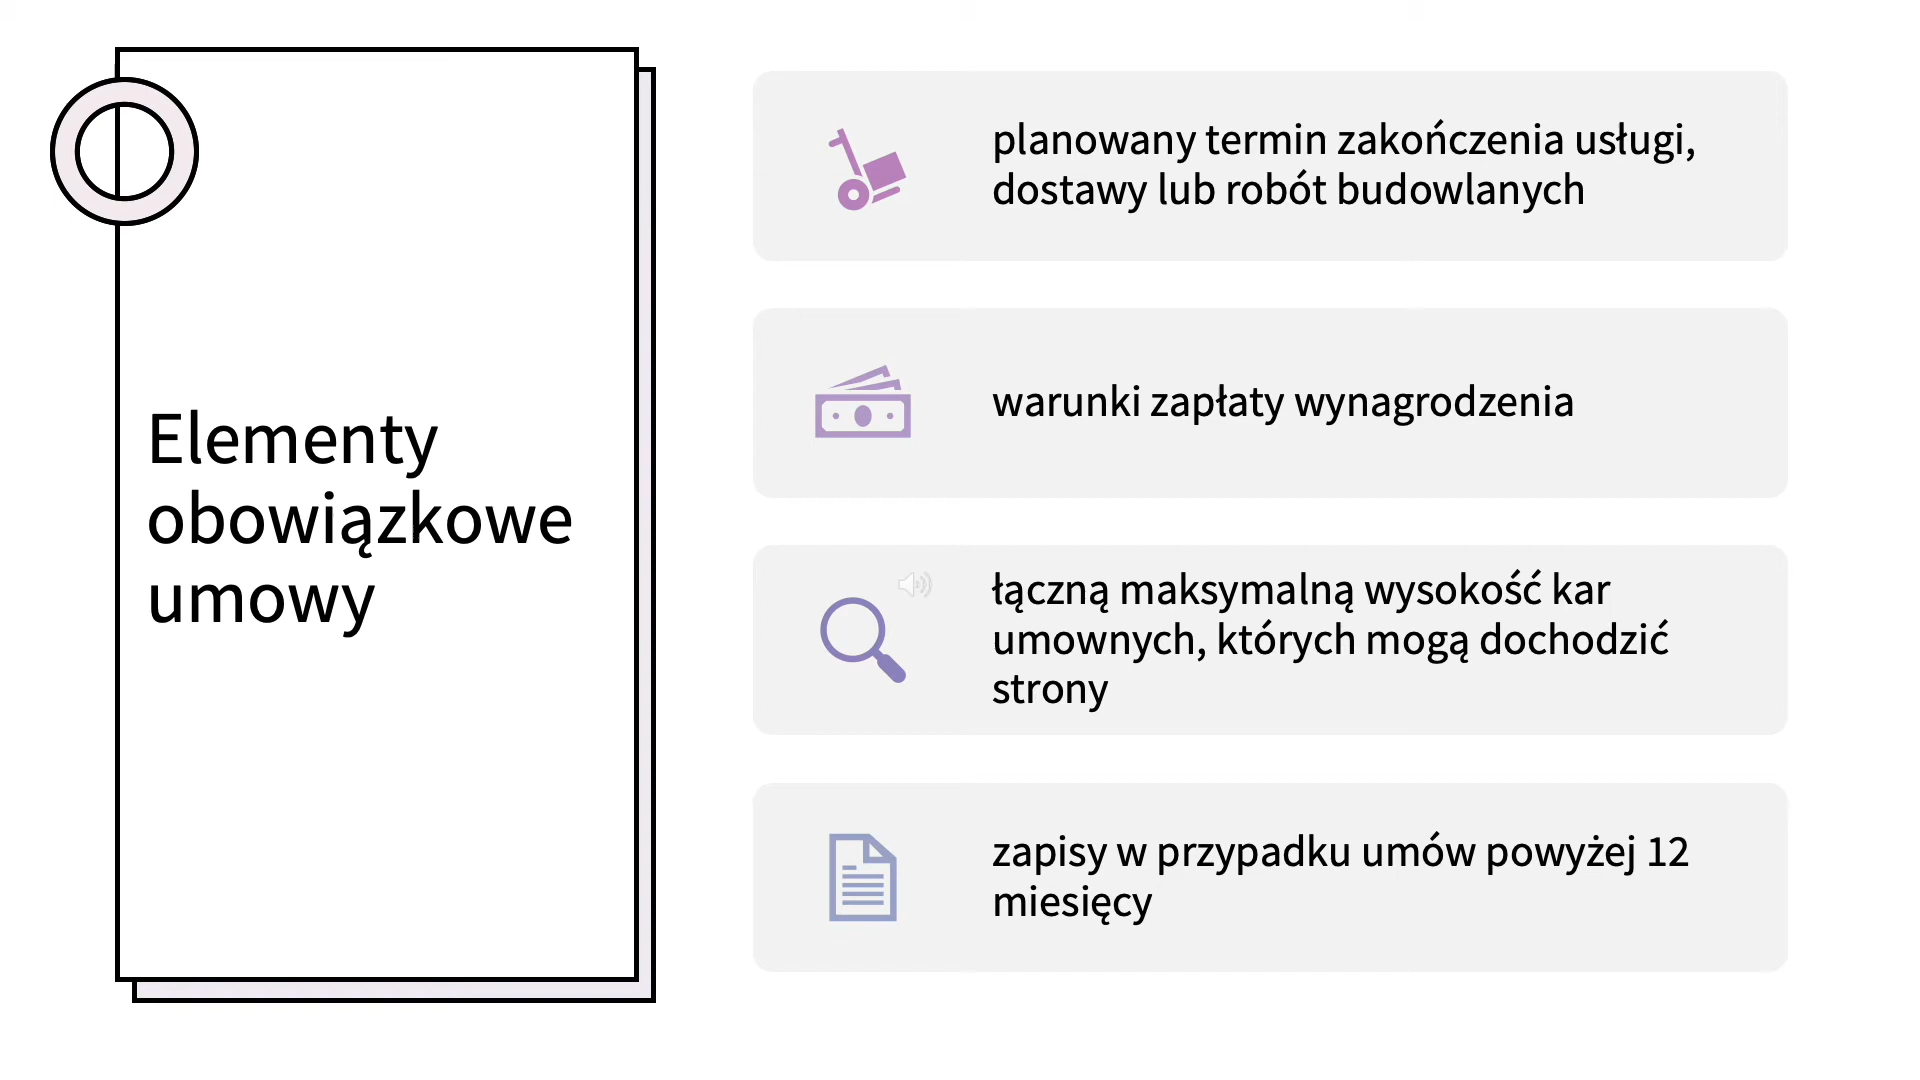 Elementy
obowiązkowe
umowy
planowany termin zakończenia usługi,
dostawy lub robót budowlanych
warunki zapłaty wynagrodzenia
łączną maksymalną wysokość kar
umownych, których mogą dochodzić
strony
zapisy w przypadku umów powyżej 12
miesięcy